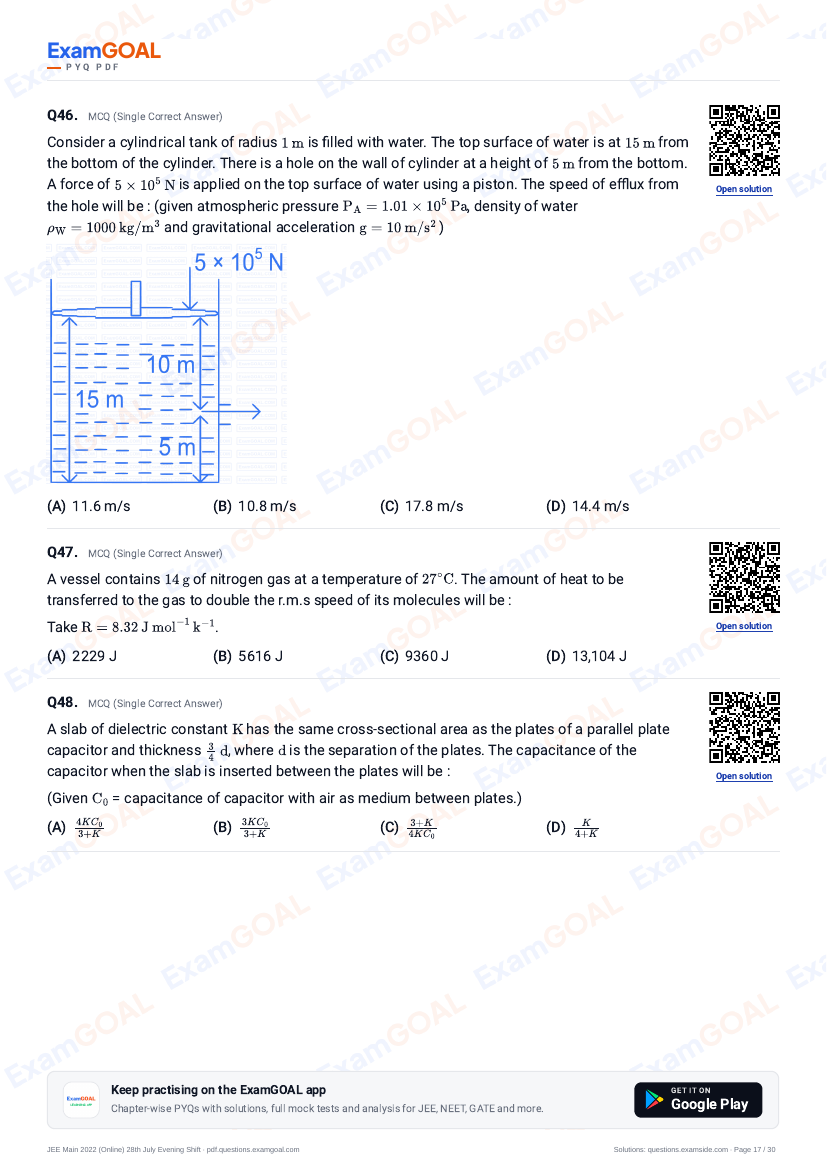 ExamGOAL
PYQ PDF
Q46. MCQ (Single Correct Answer)
Consider a cylindrical tank of radius 1 m is filled with water. The top surface of water is at 15 m from
the bottom of the cylinder. There is a hole on the wall of cylinder at a height of 5 m from the bottom.
A force of 5 × 10⁵ N is applied on the top surface of water using a piston. The speed of efflux from
the hole will be : (given atmospheric pressure P_A = 1.01 × 10⁵ Pa, density of water
ρ_W = 1000 kg/m³ and gravitational acceleration g = 10 m/s²)
Open solution
5 × 10⁵ N
10 m
15 m
5 m
(A) 11.6 m/s (B) 10.8 m/s (C) 17.8 m/s (D) 14.4 m/s
Q47. MCQ (Single Correct Answer)
A vessel contains 14 g of nitrogen gas at a temperature of 27°C. The amount of heat to be
transferred to the gas to double the r.m.s speed of its molecules will be :
Take R = 8.32 J mol⁻¹ k⁻¹.
Open solution
(A) 2229 J (B) 5616 J (C) 9360 J (D) 13,104 J
Q48. MCQ (Single Correct Answer)
A slab of dielectric constant K has the same cross-sectional area as the plates of a parallel plate
capacitor and thickness 3/4 d, where d is the separation of the plates. The capacitance of the
capacitor when the slab is inserted between the plates will be :
(Given C₀ = capacitance of capacitor with air as medium between plates.)
Open solution
(A) 4KC₀/3+K (B) 3KC₀/3+K (C) 3+K/4KC₀ (D) K/4+K
Keep practising on the ExamGOAL app
Chapter-wise PYQs with solutions, full mock tests and analysis for JEE, NEET, GATE and more.
ExamGOAL
GET IT ON
Google Play
JEE Main 2022 (Online) 28th July Evening Shift · pdf.questions.examgoal.com
Solutions: questions.examside.com · Page 17 / 30